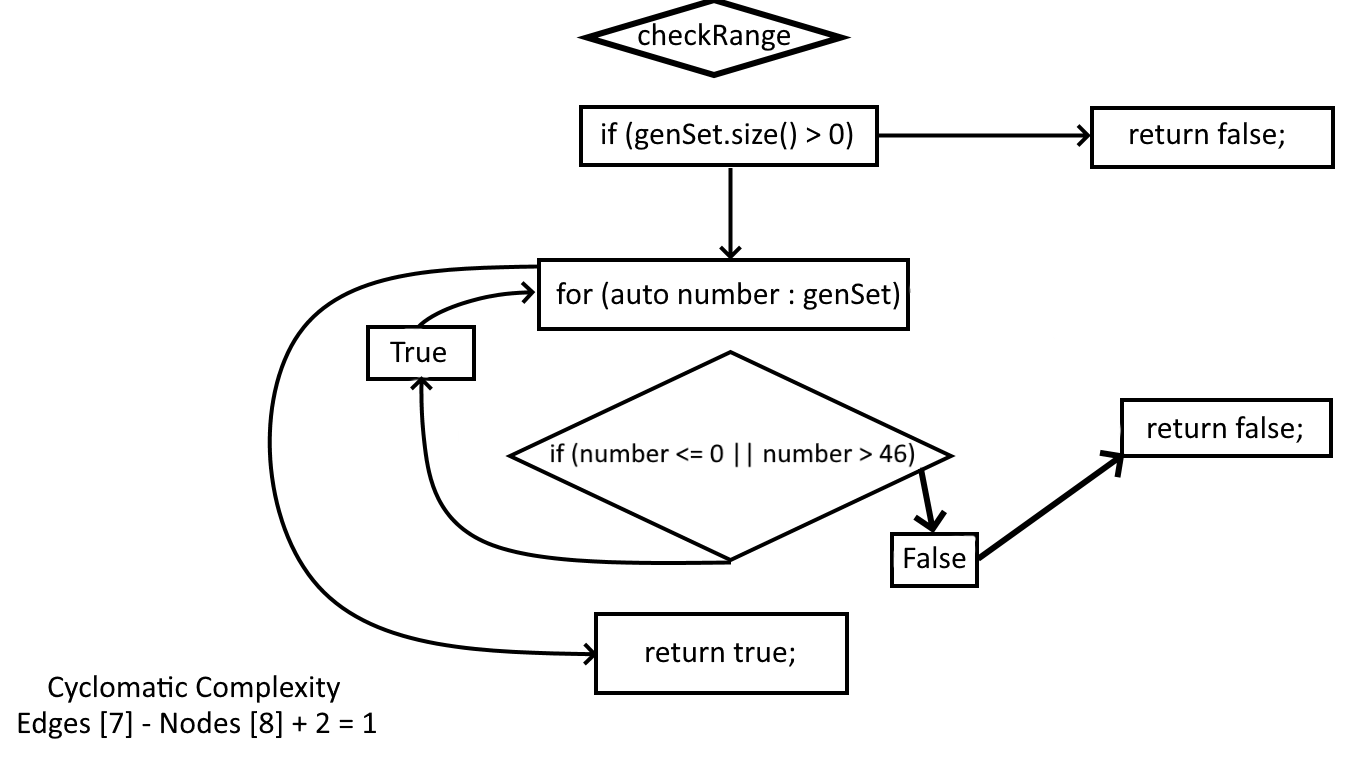 checkRange
if (genSet.size() > 0)
return false;
for (auto number : genSet)
True
if (number <= 0 || number > 46)
return false;
False
return true;
Cyclomatic Complexity
Edges [7] - Nodes [8] + 2 = 1